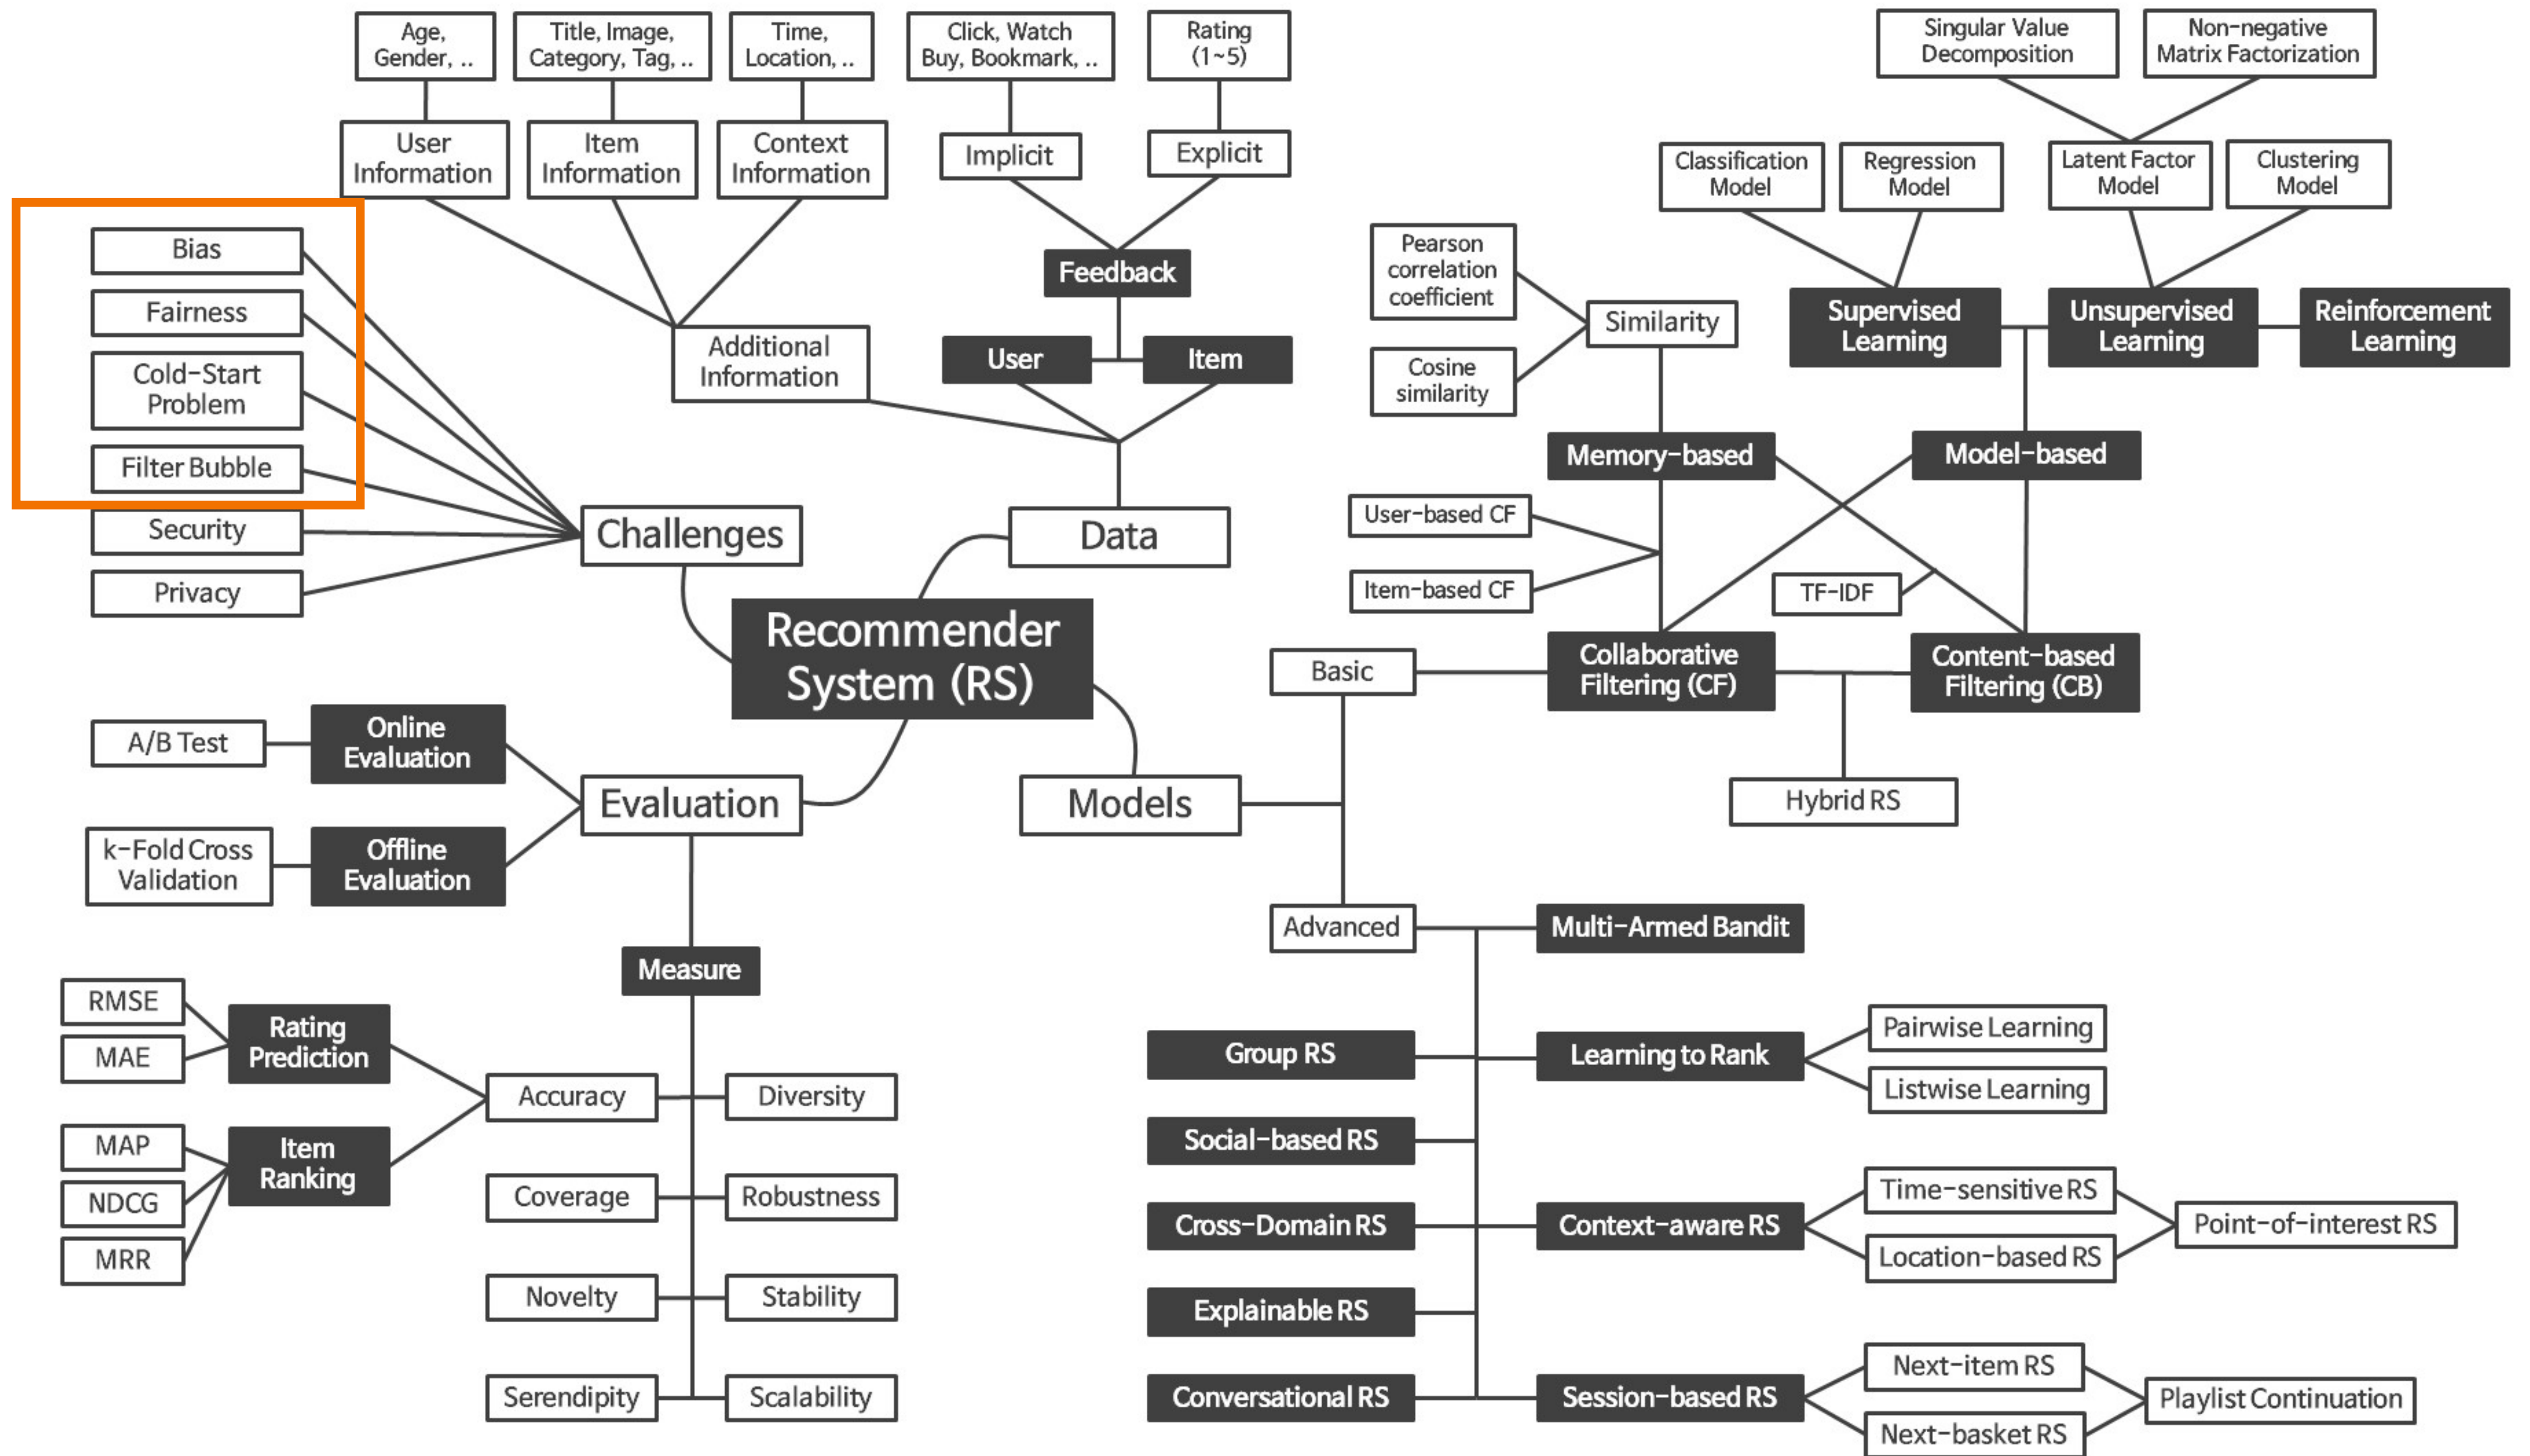 Age,
Gender, ..
Title, Image,
Category, Tag, ..
Time,
Location, ..
Click, Watch
Buy, Bookmark, ..
Rating
(1~5)
User
Information
Item
Information
Context
Information
Implicit
Explicit
Feedback
User
Item
Additional
Information
Data
Bias
Fairness
Cold-Start
Problem
Filter Bubble
Security
Privacy
Challenges
Recommender
System (RS)
Singular Value
Decomposition
Non-negative
Matrix Factorization
Classification
Model
Regression
Model
Latent Factor
Model
Clustering
Model
Pearson
correlation
coefficient
Cosine
similarity
Similarity
Supervised
Learning
Unsupervised
Learning
Reinforcement
Learning
Memory-based
Model-based
User-based CF
Item-based CF
TF-IDF
Basic
Collaborative
Filtering (CF)
Content-based
Filtering (CB)
Hybrid RS
Models
A/B Test
Online
Evaluation
k-Fold Cross
Validation
Offline
Evaluation
Evaluation
Measure
RMSE
MAE
Rating
Prediction
MAP
NDCG
MRR
Item
Ranking
Accuracy
Diversity
Coverage
Robustness
Novelty
Stability
Serendipity
Scalability
Advanced
Multi-Armed Bandit
Group RS
Learning to Rank
Pairwise Learning
Listwise Learning
Social-based RS
Cross-Domain RS
Context-aware RS
Time-sensitive RS
Location-based RS
Point-of-interest RS
Explainable RS
Conversational RS
Session-based RS
Next-item RS
Next-basket RS
Playlist Continuation